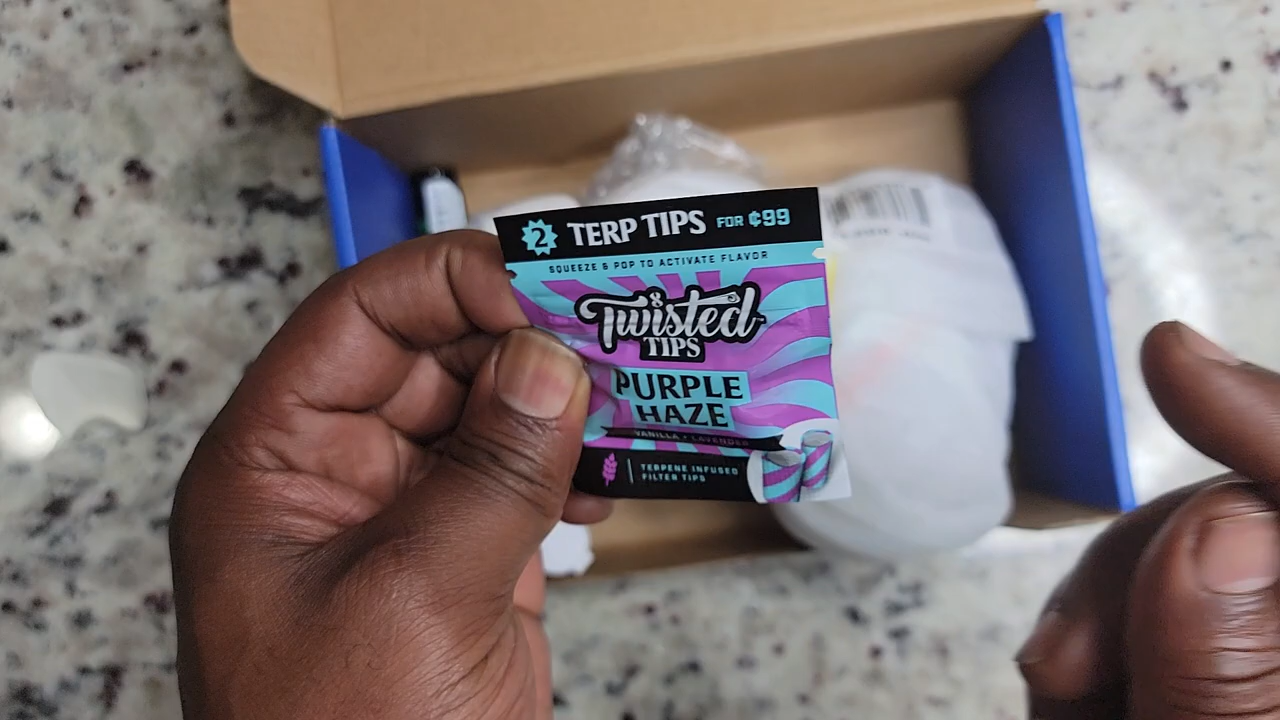 2 TERP TIPS FOR ¢99
SQUEEZE & POP TO ACTIVATE FLAVOR
Twisted
TIPS
PURPLE
HAZE
VANILLA • LAVENDER
TERPENE INFUSED
FILTER TIPS